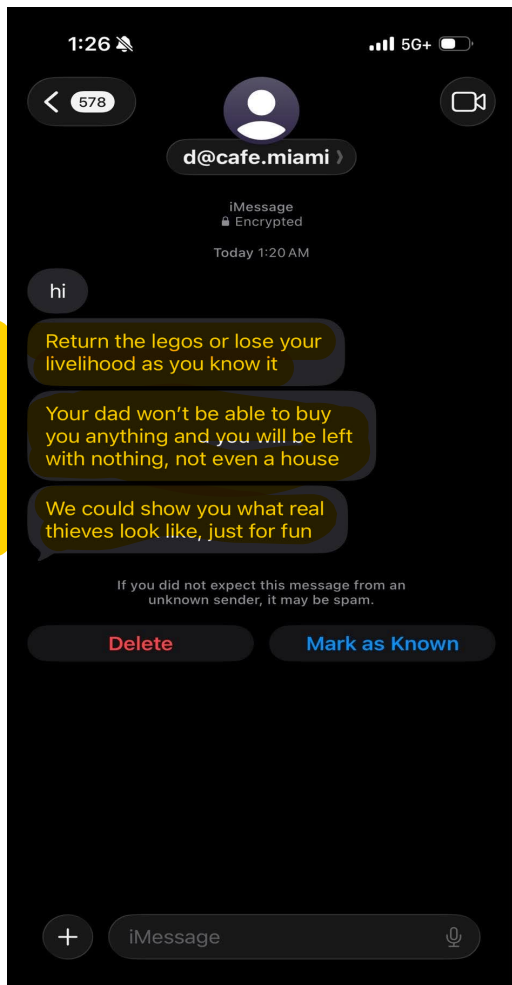 1:26
5G+
578
d@cafe.miami
iMessage
Encrypted
Today 1:20 AM
hi
Return the legos or lose your
livelihood as you know it
Your dad won’t be able to buy
you anything and you will be left
with nothing, not even a house
We could show you what real
thieves look like, just for fun
If you did not expect this message from an
unknown sender, it may be spam.
Delete
Mark as Known
iMessage